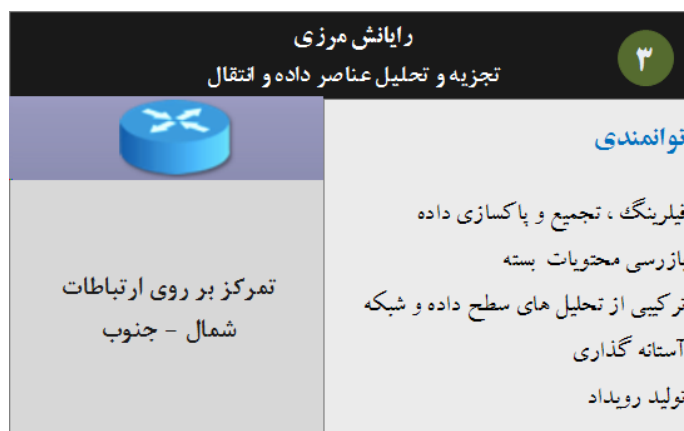 ۳
رایانش مرزی
تجزیه و تحلیل عناصر داده و انتقال
توانمندی
فیلرینگ ، تجمیع و پاکسازی داده
بازرسی محتویات بسته
ترکیبی از تحلیل های سطح داده و شبکه
آستانه گذاری
تولید رویداد
تمرکز بر روی ارتباطات
شمال - جنوب